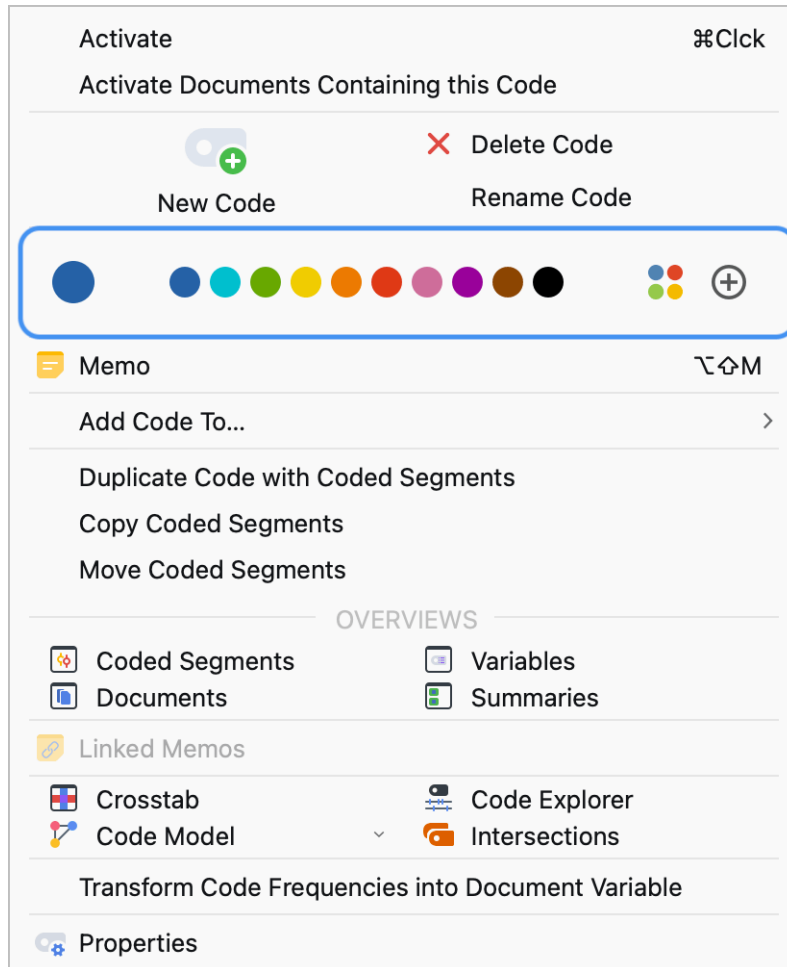 Activate ⌘Clck
Activate Documents Containing this Code
Delete Code
New Code
Rename Code
Memo ⌥⇧M
Add Code To...
Duplicate Code with Coded Segments
Copy Coded Segments
Move Coded Segments
OVERVIEWS
Coded Segments Variables
Documents Summaries
Linked Memos
Crosstab Code Explorer
Code Model Intersections
Transform Code Frequencies into Document Variable
Properties